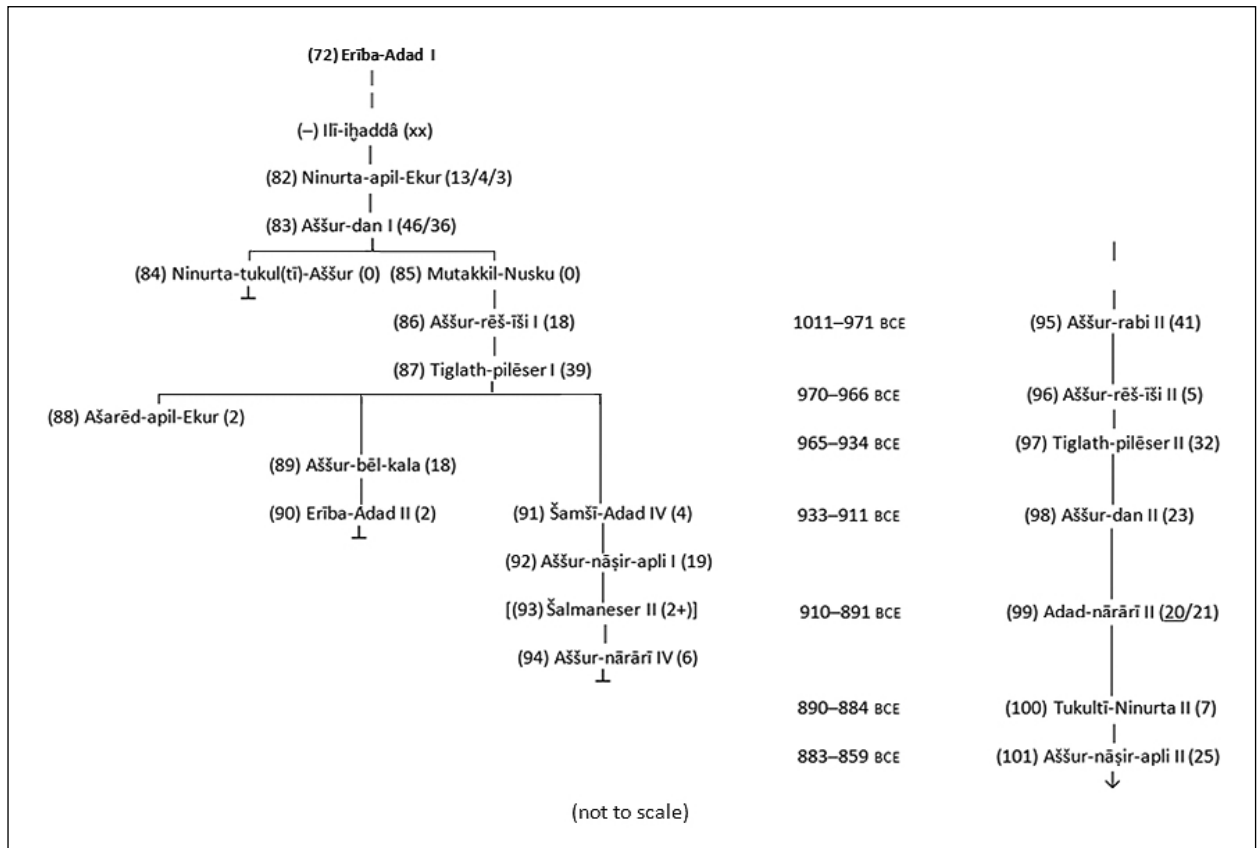 (72) Erība-Adad I
(–) Ilī-iḫaddâ (xx)
(82) Ninurta-apil-Ekur (13/4/3)
(83) Aššur-dan I (46/36)
(84) Ninurta-tukul(tī)-Aššur (0) (85) Mutakkil-Nusku (0)
(86) Aššur-rēš-īši I (18) 1011–971 BCE (95) Aššur-rabi II (41)
(87) Tiglath-pilēser I (39)
970–966 BCE (96) Aššur-rēš-īši II (5)
(88) Ašarēd-apil-Ekur (2)
965–934 BCE (97) Tiglath-pilēser II (32)
(89) Aššur-bēl-kala (18)
(90) Erība-Adad II (2) (91) Šamšī-Adad IV (4) 933–911 BCE (98) Aššur-dan II (23)
(92) Aššur-nāṣir-apli I (19)
[(93) Šalmaneser II (2+)] 910–891 BCE (99) Adad-nārārī II (20/21)
(94) Aššur-nārārī IV (6)
890–884 BCE (100) Tukultī-Ninurta II (7)
883–859 BCE (101) Aššur-nāṣir-apli II (25)
(not to scale)